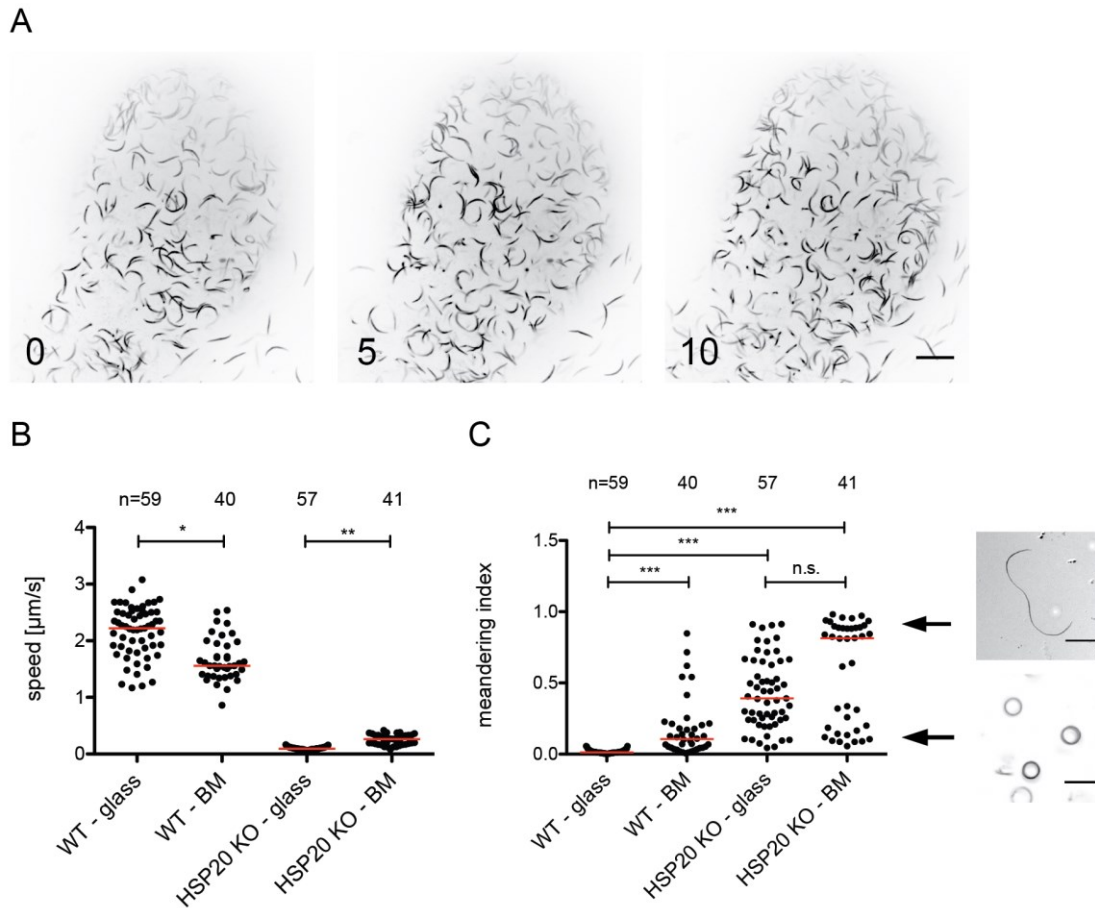 A
0
5
10
B
n=59 40 57 41
*
**
4
3
2
1
0
speed [µm/s]
WT - glass
WT - BM
HSP20 KO - glass
HSP20 KO - BM
C
n=59 40 57 41
***
***
***
n.s.
1.5
1.0
0.5
0.0
meandering index
WT - glass
WT - BM
HSP20 KO - glass
HSP20 KO - BM